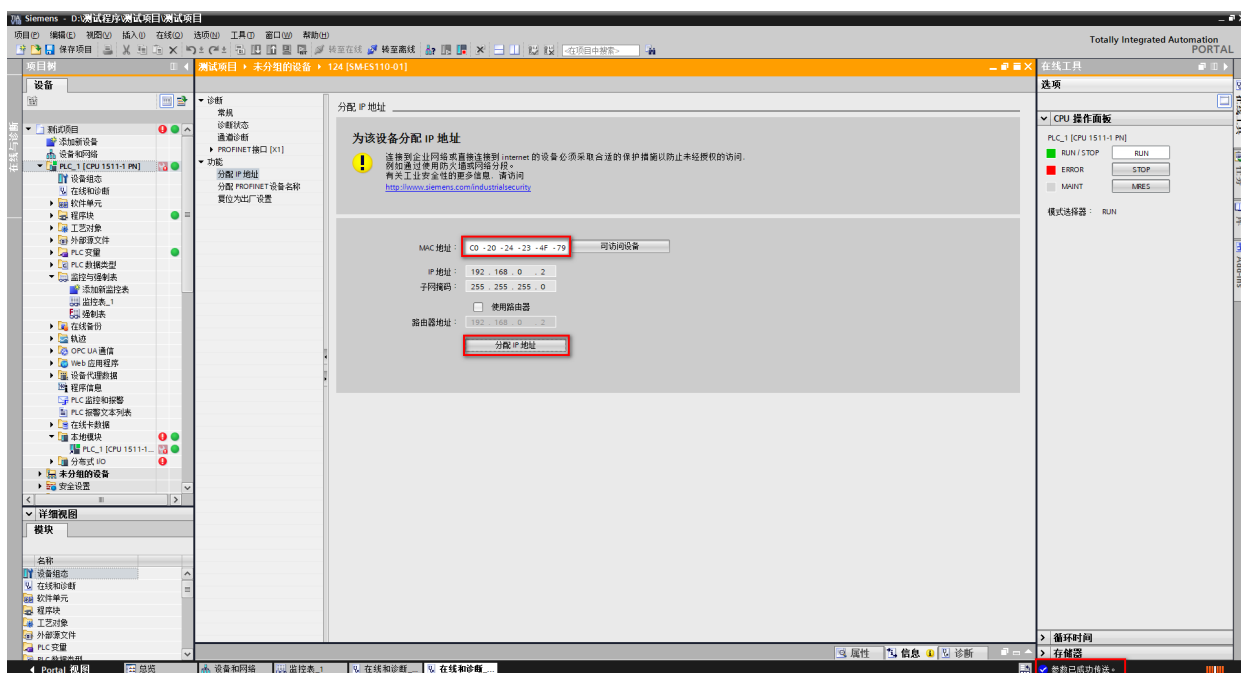 Siemens - D:\测试程序\测试项目\测试项目
项目(P) 编辑(E) 视图(V) 插入(I) 在线(O) 选项(N) 工具(T) 窗口(W) 帮助(H)
Totally Integrated Automation
PORTAL
保存项目
转至在线
转至离线
<在项目中搜索>
项目树
测试项目 ▸ 未分组的设备 ▸ 124 [SM-ES110-01]
在线工具
设备
选项
在线与诊断
测试项目
添加新设备
设备和网络
PLC_1 [CPU 1511-1 PN]
设备组态
在线和诊断
软件单元
程序块
工艺对象
外部源文件
PLC 变量
PLC 数据类型
监控与强制表
添加新监控表
监控表_1
强制表
在线备份
轨迹
OPC UA 通信
Web 应用程序
设备代理数据
程序信息
PLC 监控和报警
PLC 报警文本列表
在线卡数据
本地模块
PLC_1 [CPU 1511-1...
分布式 I/O
未分组的设备
安全设置
详细视图
模块
名称
设备组态
在线和诊断
软件单元
程序块
工艺对象
外部源文件
PLC 变量
PLC 数据类型
诊断
常规
诊断状态
通道诊断
PROFINET接口 [X1]
功能
分配 IP 地址
分配 PROFINET 设备名称
复位为出厂设置
分配 IP 地址
为该设备分配 IP 地址
连接到企业网络或直接连接到 internet 的设备必须采取合适的保护措施以防止未经授权的访问.
例如通过使用防火墙或网络分段。
有关工业安全性的更多信息. 请访问
http://www.siemens.com/industrialsecurity
MAC 地址: C0 -20 -24 -23 -4F -79 可访问设备
IP 地址: 192 . 168 . 0 . 2
子网掩码: 255 . 255 . 255 . 0
使用路由器
路由器地址: 192 . 168 . 0 . 2
分配 IP 地址
CPU 操作面板
PLC_1 [CPU 1511-1 PN]
RUN / STOP RUN
ERROR STOP
MAINT MRES
模式选择器: RUN
循环时间
存储器
Add-Ins
属性 信息 诊断
Portal 视图 总览 设备和网络 监控表_1 在线和诊断_... 在线和诊断_...
参数已成功传送。